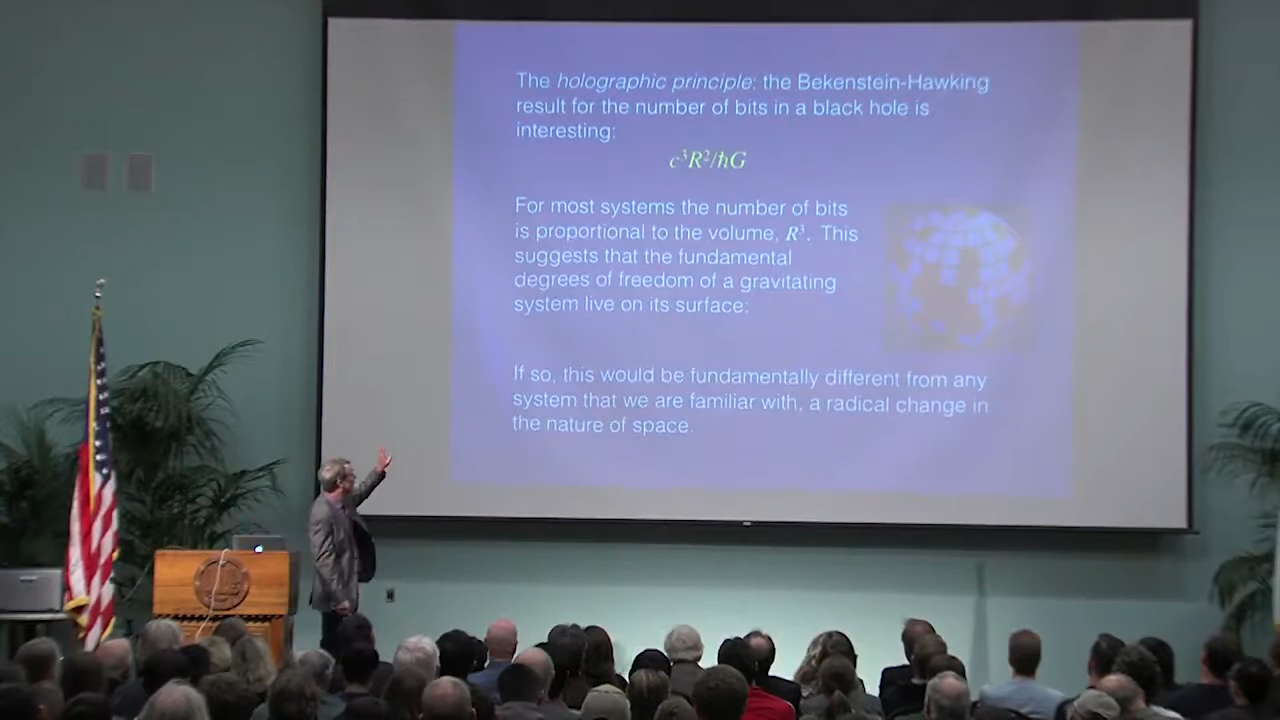 The holographic principle: the Bekenstein-Hawking
result for the number of bits in a black hole is
interesting:
c³R²/ħG
For most systems the number of bits
is proportional to the volume, R³. This
suggests that the fundamental
degrees of freedom of a gravitating
system live on its surface:
If so, this would be fundamentally different from any
system that we are familiar with, a radical change in
the nature of space.